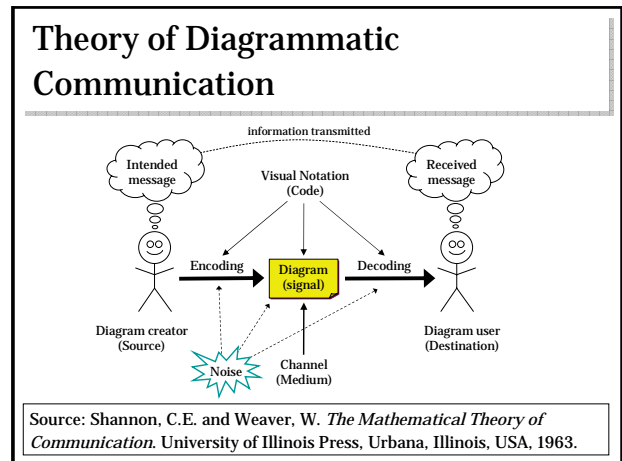 Theory of Diagrammatic
Communication
information transmitted
Intended
message
Received
message
Visual Notation
(Code)
Encoding
Diagram
(signal)
Decoding
Diagram creator
(Source)
Diagram user
(Destination)
Noise
Channel
(Medium)
Source: Shannon, C.E. and Weaver, W. The Mathematical Theory of
Communication. University of Illinois Press, Urbana, Illinois, USA, 1963.